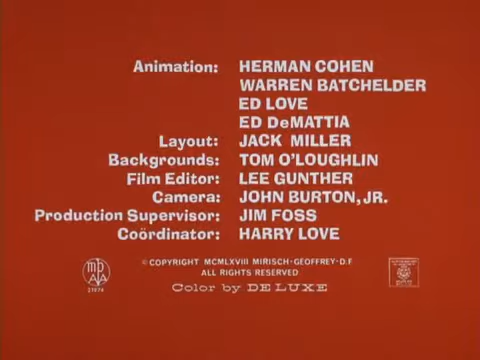 Animation: HERMAN COHEN
WARREN BATCHELDER
ED LOVE
ED DeMATTIA
Layout: JACK MILLER
Backgrounds: TOM O'LOUGHLIN
Film Editor: LEE GUNTHER
Camera: JOHN BURTON, JR.
Production Supervisor: JIM FOSS
Coördinator: HARRY LOVE
© COPYRIGHT MCMLXVIII MIRISCH-GEOFFREY-D.F
ALL RIGHTS RESERVED
Color by DE LUXE